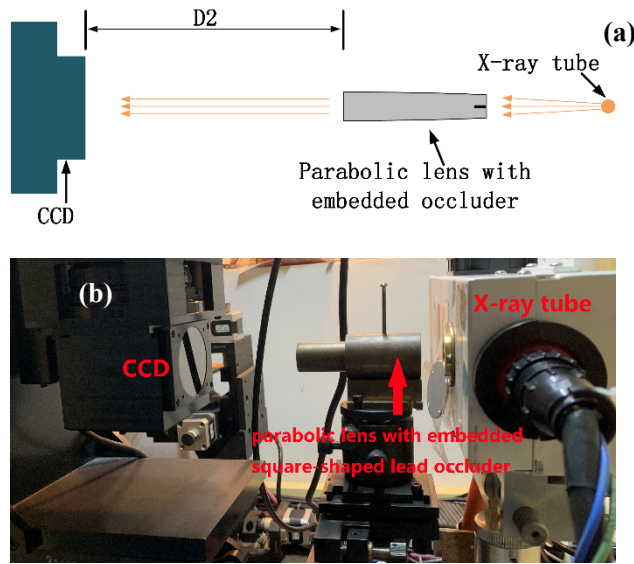 D2
(a)
X-ray tube
Parabolic lens with
embedded occluder
CCD
(b)
X-ray tube
CCD
parabolic lens with embedded
square-shaped lead occluder